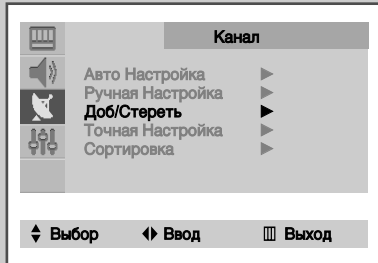 Канал
Авто Настройка
Ручная Настройка
Доб/Стереть
Точная Настройка
Сортировка
Выбор Ввод Выход